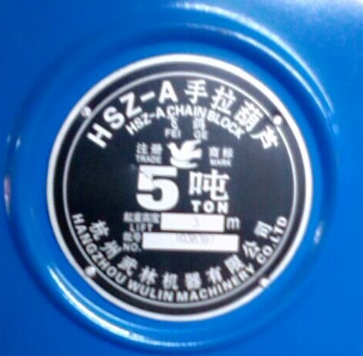 HSZ-A手拉葫芦
HSZ-A CHAIN BLOCK
飞鸽
FEI GE
注册 商标
TRADE MARK
5吨
TON
起重高度 3 m
LIFT
编号
NO.
杭州武林机器有限公司
HANGZHOU WULIN MACHINERY CO.LTD